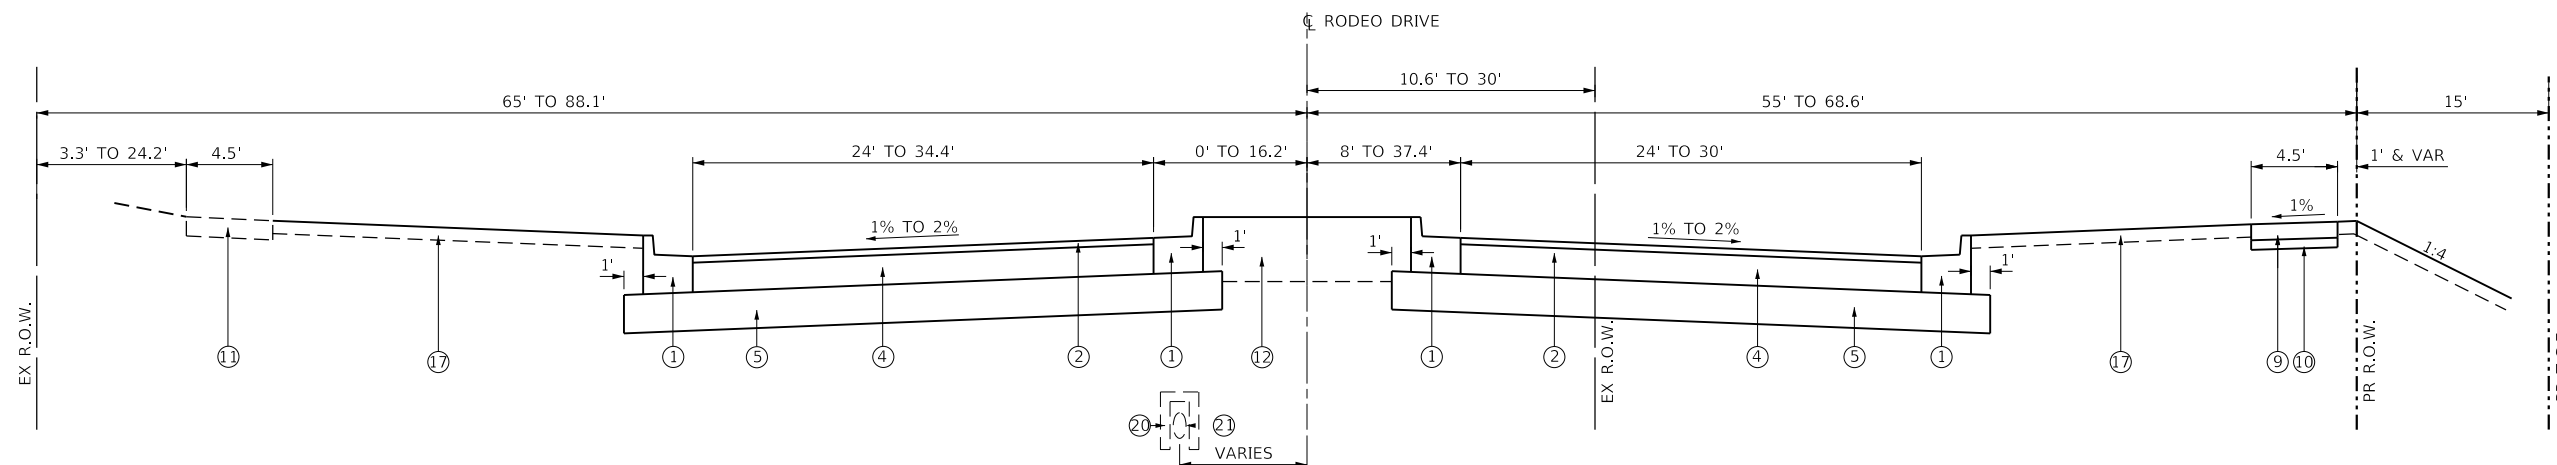 ℄ RODEO DRIVE
10.6' TO 30'
65' TO 88.1'
55' TO 68.6'
15'
3.3' TO 24.2'
4.5'
24' TO 34.4'
0' TO 16.2'
8' TO 37.4'
24' TO 30'
4.5'
1' & VAR
1% TO 2%
1% TO 2%
1%
1'
1'
1'
1'
1:4
11
17
1
5
4
2
1
12
1
2
4
5
1
17
9
10
EX R.O.W.
EX R.O.W.
PR R.O.W.
20
21
VARIES